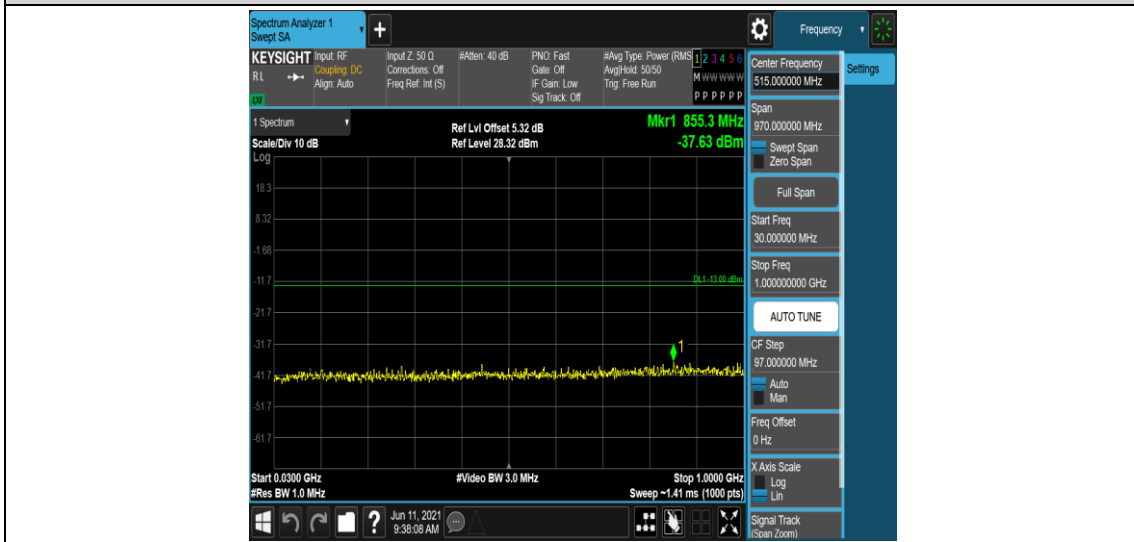 Spectrum Analyzer 1
Swept SA
+
Frequency
KEYSIGHT
RL
Input: RF
Coupling: DC
Align: Auto
Input Z: 50 Ω
Corrections: Off
Freq Ref: Int (S)
#Atten: 40 dB
PNO: Fast
Gate: Off
IF Gain: Low
Sig Track: Off
#Avg Type: Power (RMS
Avg|Hold: 50/50
Trig: Free Run
1 2 3 4 5 6
M W W W W W
P P P P P P
1 Spectrum
Scale/Div 10 dB
Log
Ref Lvl Offset 5.32 dB
Ref Level 28.32 dBm
Mkr1 855.3 MHz
-37.63 dBm
18.3
8.32
-1.68
-11.7
-21.7
-31.7
-41.7
-51.7
-61.7
DL1 -13.00 dBm
1
Start 0.0300 GHz
#Res BW 1.0 MHz
#Video BW 3.0 MHz
Stop 1.0000 GHz
Sweep ~1.41 ms (1000 pts)
Center Frequency
515.000000 MHz
Settings
Span
970.000000 MHz
Swept Span
Zero Span
Full Span
Start Freq
30.000000 MHz
Stop Freq
1.000000000 GHz
AUTO TUNE
CF Step
97.000000 MHz
Auto
Man
Freq Offset
0 Hz
X Axis Scale
Log
Lin
Signal Track
(Span Zoom)
?
Jun 11, 2021
9:38:08 AM